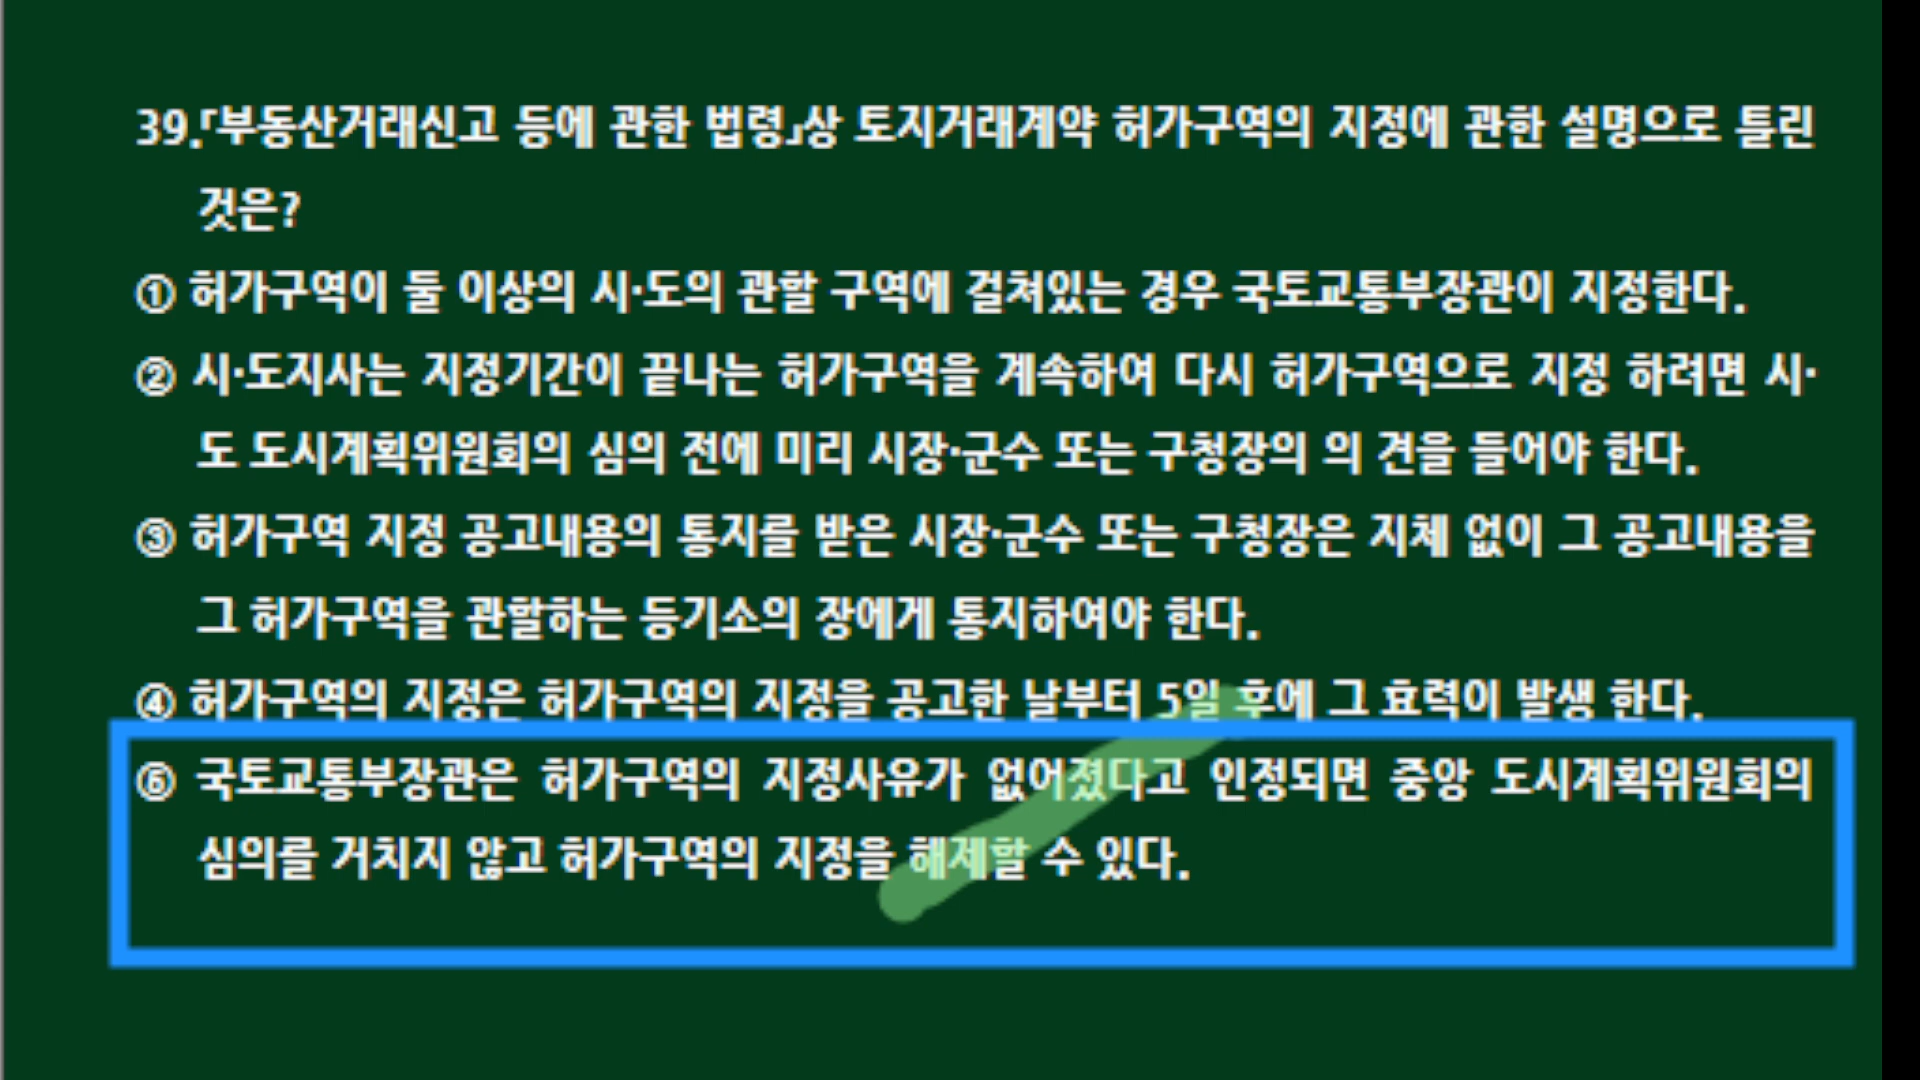 39.「부동산거래신고 등에 관한 법령」상 토지거래계약 허가구역의 지정에 관한 설명으로 틀린
것은?
① 허가구역이 둘 이상의 시·도의 관할 구역에 걸쳐있는 경우 국토교통부장관이 지정한다.
② 시·도지사는 지정기간이 끝나는 허가구역을 계속하여 다시 허가구역으로 지정 하려면 시·
도 도시계획위원회의 심의 전에 미리 시장·군수 또는 구청장의 의 견을 들어야 한다.
③ 허가구역 지정 공고내용의 통지를 받은 시장·군수 또는 구청장은 지체 없이 그 공고내용을
그 허가구역을 관할하는 등기소의 장에게 통지하여야 한다.
④ 허가구역의 지정은 허가구역의 지정을 공고한 날부터 5일 후에 그 효력이 발생 한다.
⑤ 국토교통부장관은 허가구역의 지정사유가 없어졌다고 인정되면 중앙 도시계획위원회의
심의를 거치지 않고 허가구역의 지정을 해제할 수 있다.